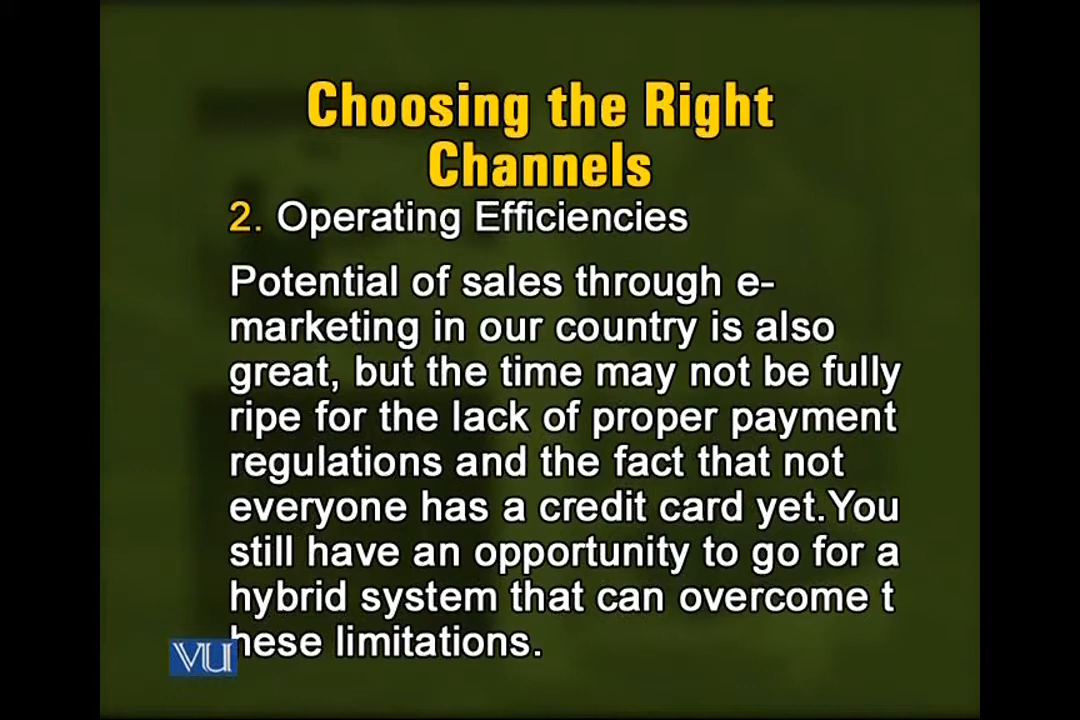 Choosing the Right
Channels
2. Operating Efficiencies
Potential of sales through e-
marketing in our country is also
great, but the time may not be fully
ripe for the lack of proper payment
regulations and the fact that not
everyone has a credit card yet.You
still have an opportunity to go for a
hybrid system that can overcome t
hese limitations.
VU